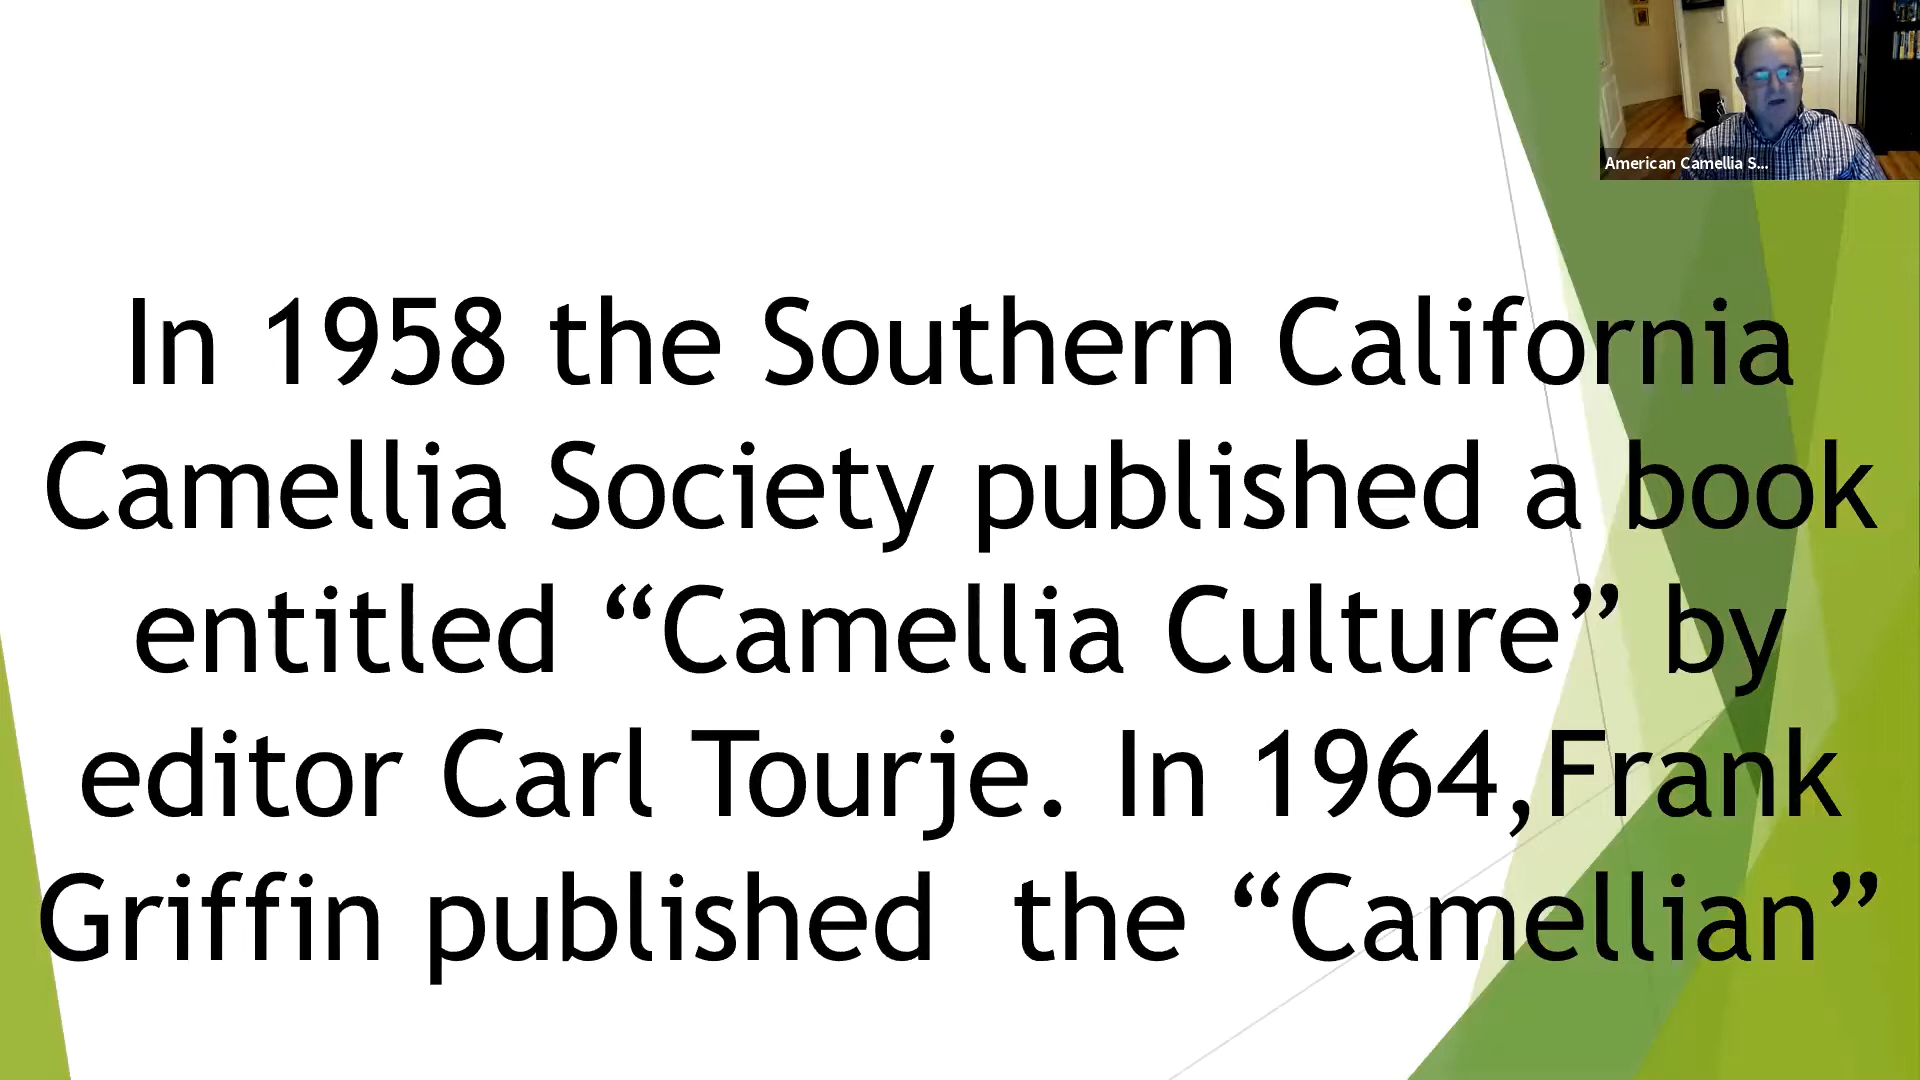 American Camellia S...
In 1958 the Southern California
Camellia Society published a book
entitled “Camellia Culture” by
editor Carl Tourje. In 1964,Frank
Griffin published  the “Camellian”